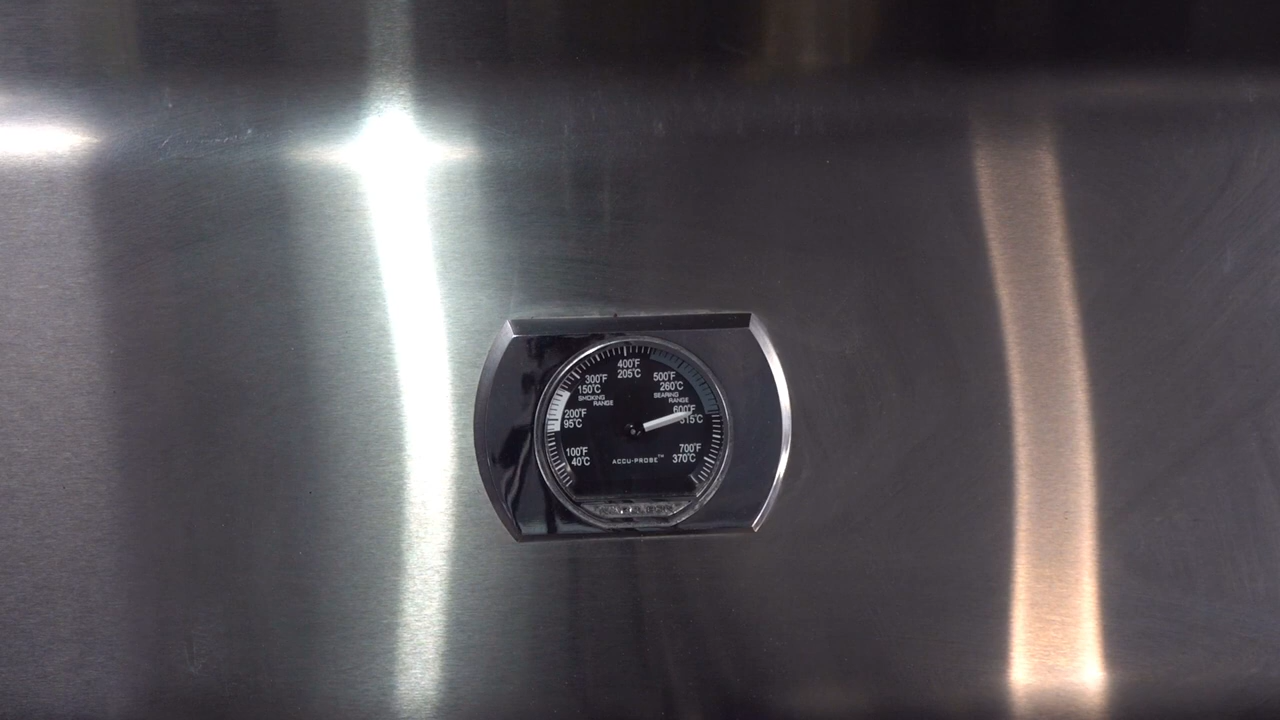 400°F
205°C
300°F
150°C
SMOKING
RANGE
500°F
260°C
SEARING
RANGE
200°F
95°C
600°F
315°C
100°F
40°C
700°F
370°C
ACCU-PROBE™